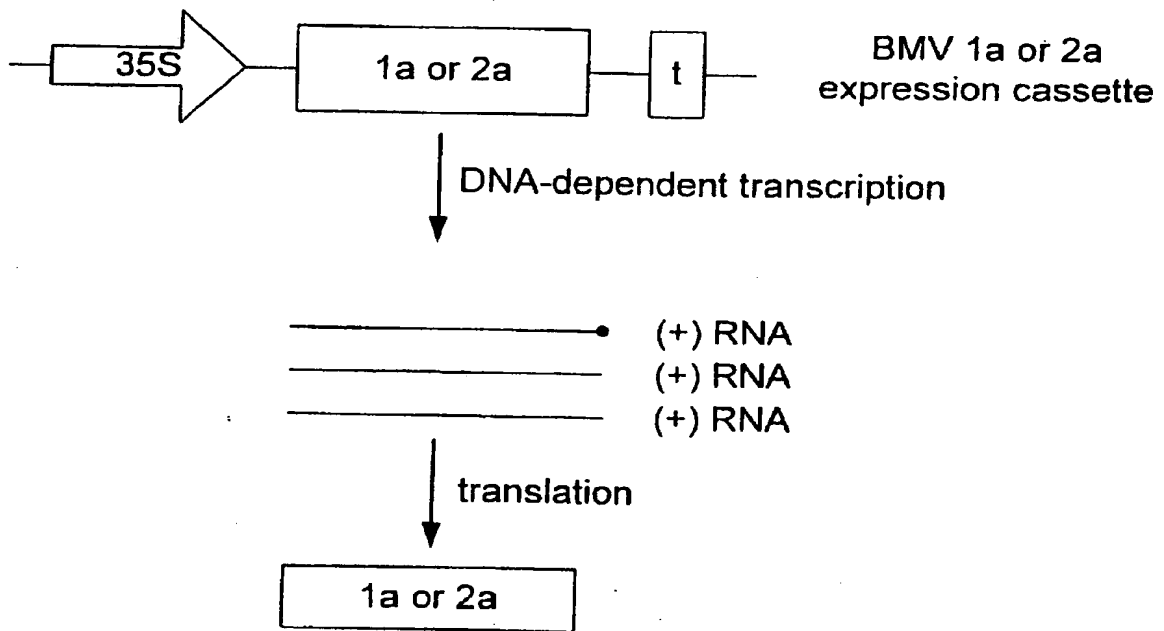 35S
1a or 2a
t
BMV 1a or 2a
expression cassette
DNA-dependent transcription
(+) RNA
(+) RNA
(+) RNA
translation
1a or 2a